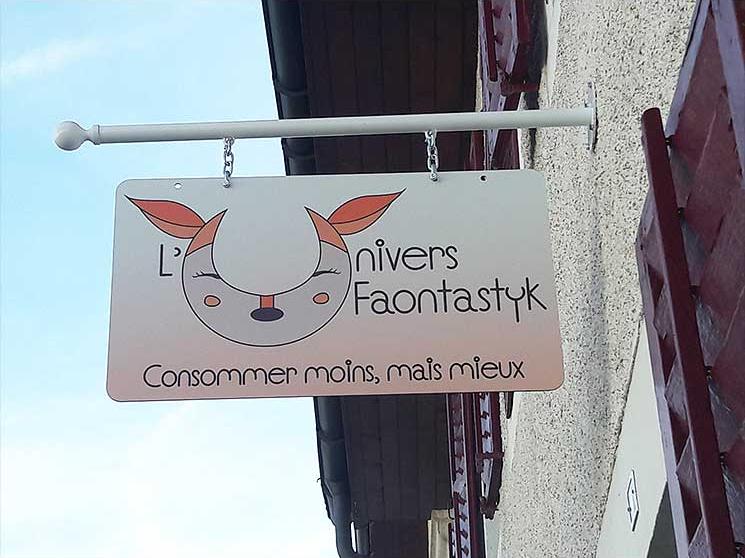 L'Univers
Faontastyk
Consommer moins, mais mieux